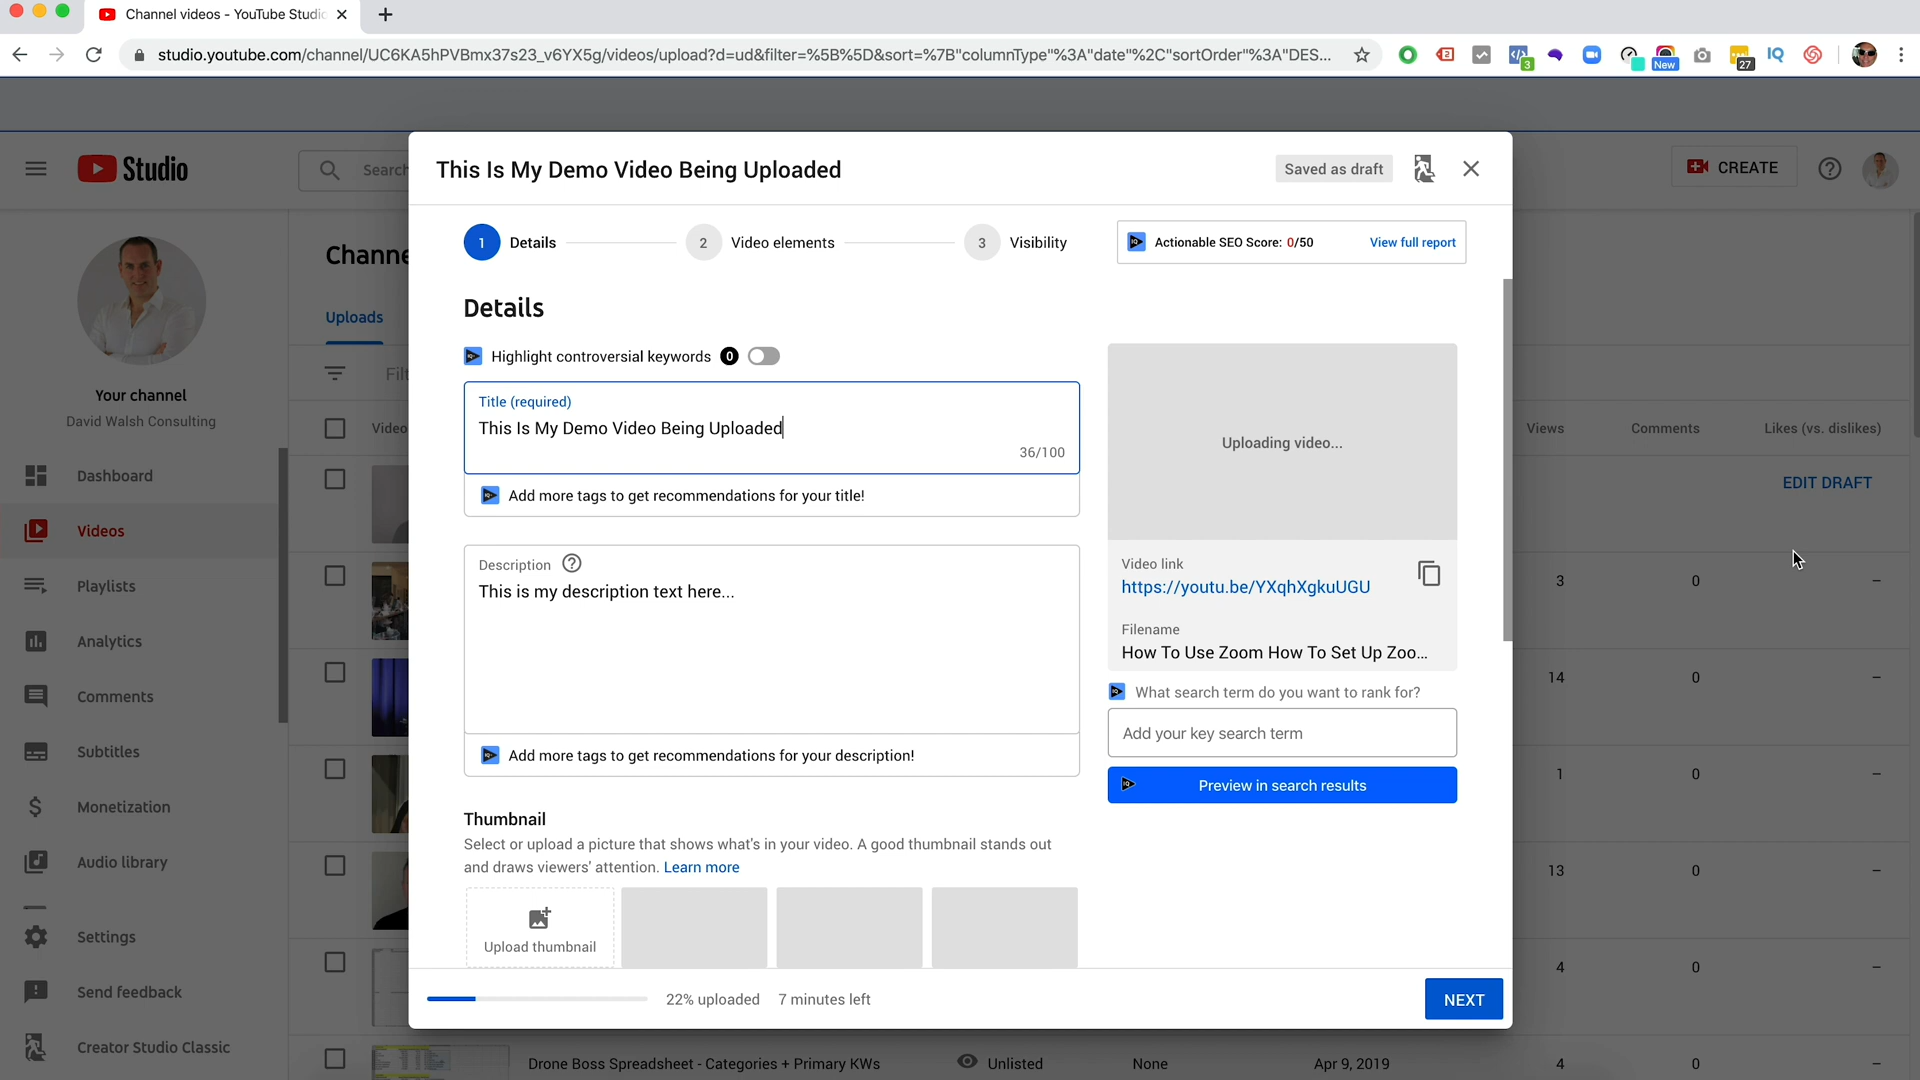 Channel videos - YouTube Studio
studio.youtube.com/channel/UC6KA5hPVBmx37s23_v6YX5g/videos/upload?d=ud&filter=%5B%5D&sort=%7B"columnType"%3A"date"%2C"sortOrder"%3A"DES...
3
New
27
IQ
Studio
Search
This Is My Demo Video Being Uploaded
Saved as draft
CREATE
1 Details
2 Video elements
3 Visibility
Actionable SEO Score: 0/50
View full report
Your channel
David Walsh Consulting
Dashboard
Videos
Playlists
Analytics
Comments
Subtitles
Monetization
Audio library
Settings
Send feedback
Creator Studio Classic
Channe
Uploads
Filt
Video
Details
Highlight controversial keywords 0
Title (required)
This Is My Demo Video Being Uploaded
36/100
Add more tags to get recommendations for your title!
Description
This is my description text here...
Add more tags to get recommendations for your description!
Thumbnail
Select or upload a picture that shows what's in your video. A good thumbnail stands out
and draws viewers' attention. Learn more
Upload thumbnail
Uploading video...
Video link
https://youtu.be/YXqhXgkuUGU
Filename
How To Use Zoom How To Set Up Zoo...
What search term do you want to rank for?
Add your key search term
Preview in search results
22% uploaded 7 minutes left
NEXT
Views Comments Likes (vs. dislikes)
EDIT DRAFT
3 0 –
14 0 –
1 0 –
13 0 –
4 0 –
Drone Boss Spreadsheet - Categories + Primary KWs Unlisted None Apr 9, 2019 4 0 –